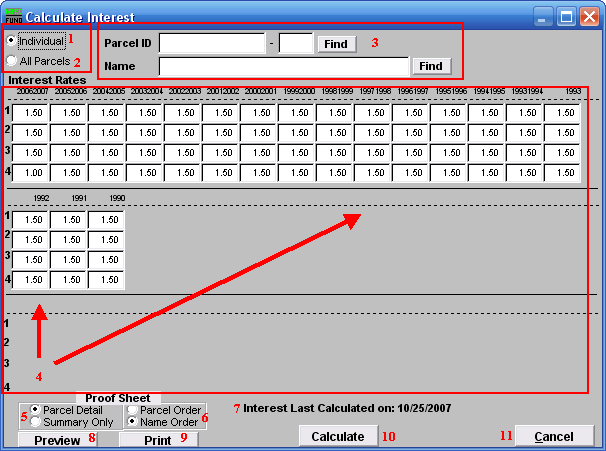 FUND Calculate Interest
Individual 1
All Parcels 2
Parcel ID - Find 3
Name Find
Interest Rates
20062007 20052006 20042005 20032004 20022003 20012002 20002001 19992000 19981999 19971998 19961997 19951996 19941995 19931994 1993
1 1.50 1.50 1.50 1.50 1.50 1.50 1.50 1.50 1.50 1.50 1.50 1.50 1.50 1.50 1.50
2 1.50 1.50 1.50 1.50 1.50 1.50 1.50 1.50 1.50 1.50 1.50 1.50 1.50 1.50 1.50
3 1.50 1.50 1.50 1.50 1.50 1.50 1.50 1.50 1.50 1.50 1.50 1.50 1.50 1.50 1.50
4 1.00 1.50 1.50 1.50 1.50 1.50 1.50 1.50 1.50 1.50 1.50 1.50 1.50 1.50 1.50
1992 1991 1990
1 1.50 1.50 1.50
2 1.50 1.50 1.50
3 1.50 1.50 1.50
4 1.50 1.50 1.50
1
2
3
4
4
Proof Sheet
5 Parcel Detail Parcel Order 6
Summary Only Name Order
7 Interest Last Calculated on: 10/25/2007
Preview 8 Print 9 Calculate 10 11 Cancel